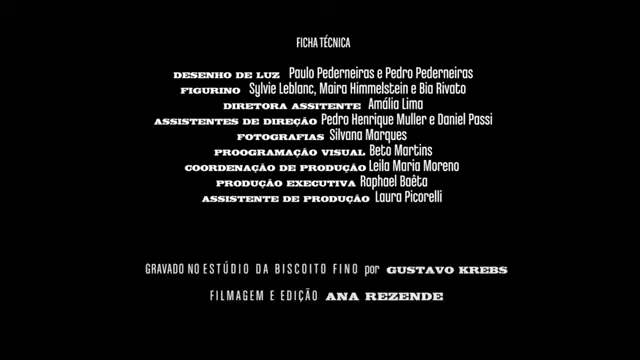 FICHA TÉCNICA
DESENHO DE LUZ Paulo Pederneiras e Pedro Pederneiras
FIGURINO Sylvie Leblanc, Maira Himmelstein e Bia Rivato
DIRETORA ASSITENTE Amália Lima
ASSISTENTES DE DIREÇÃO Pedro Henrique Muller e Daniel Passi
FOTOGRAFIAS Silvana Marques
PROOGRAMAÇÃO VISUAL Beto Martins
COORDENAÇÃO DE PRODUÇÃO Leila Maria Moreno
PRODUÇÃO EXECUTIVA Raphael Baêta
ASSISTENTE DE PRODUÇÃO Laura Picorelli
GRAVADO NO ESTÚDIO DA BISCOITO FINO por GUSTAVO KREBS
FILMAGEM E EDIÇÃO ANA REZENDE